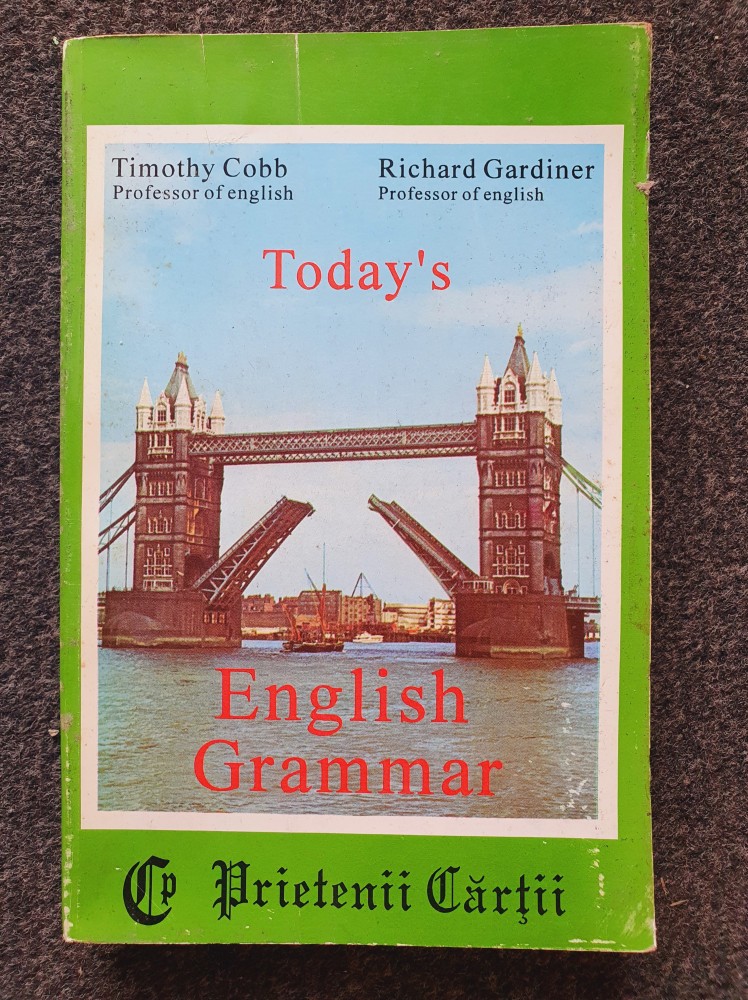 Timothy Cobb
Professor of english
Richard Gardiner
Professor of english
Today's
English
Grammar
Cp Prietenii Cărţii